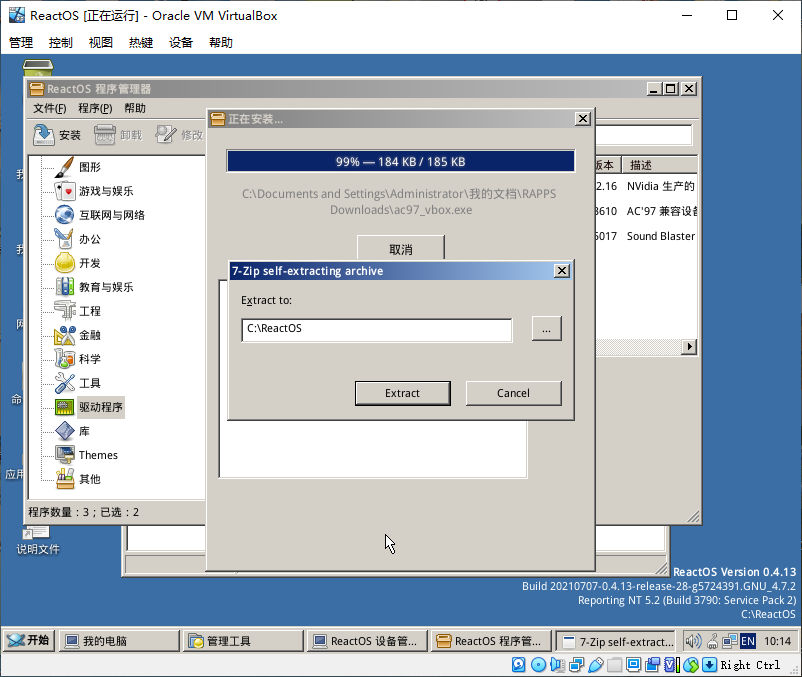 ReactOS [正在运行] - Oracle VM VirtualBox
管理 控制 视图 热键 设备 帮助
ReactOS 程序管理器
文件(F) 程序(P) 帮助
安装 卸载 修改
图形
游戏与娱乐
互联网与网络
办公
开发
教育与娱乐
工程
金融
科学
工具
驱动程序
库
Themes
其他
程序数量：3；已选：2
版本 描述
2.16 NVidia 生产的
3610 AC'97 兼容设备
6017 Sound Blaster
正在安装...
99% — 184 KB / 185 KB
C:\Documents and Settings\Administrator\我的文档\RAPPS
Downloads\ac97_vbox.exe
取消
7-Zip self-extracting archive
Extract to:
C:\ReactOS
...
Extract Cancel
我
我
网
命
应用
说明文件
ReactOS Version 0.4.13
Build 20210707-0.4.13-release-28-g5724391.GNU_4.7.2
Reporting NT 5.2 (Build 3790: Service Pack 2)
C:\ReactOS
开始 我的电脑 管理工具 ReactOS 设备管... ReactOS 程序管... 7-Zip self-extract... EN 10:14
Right Ctrl